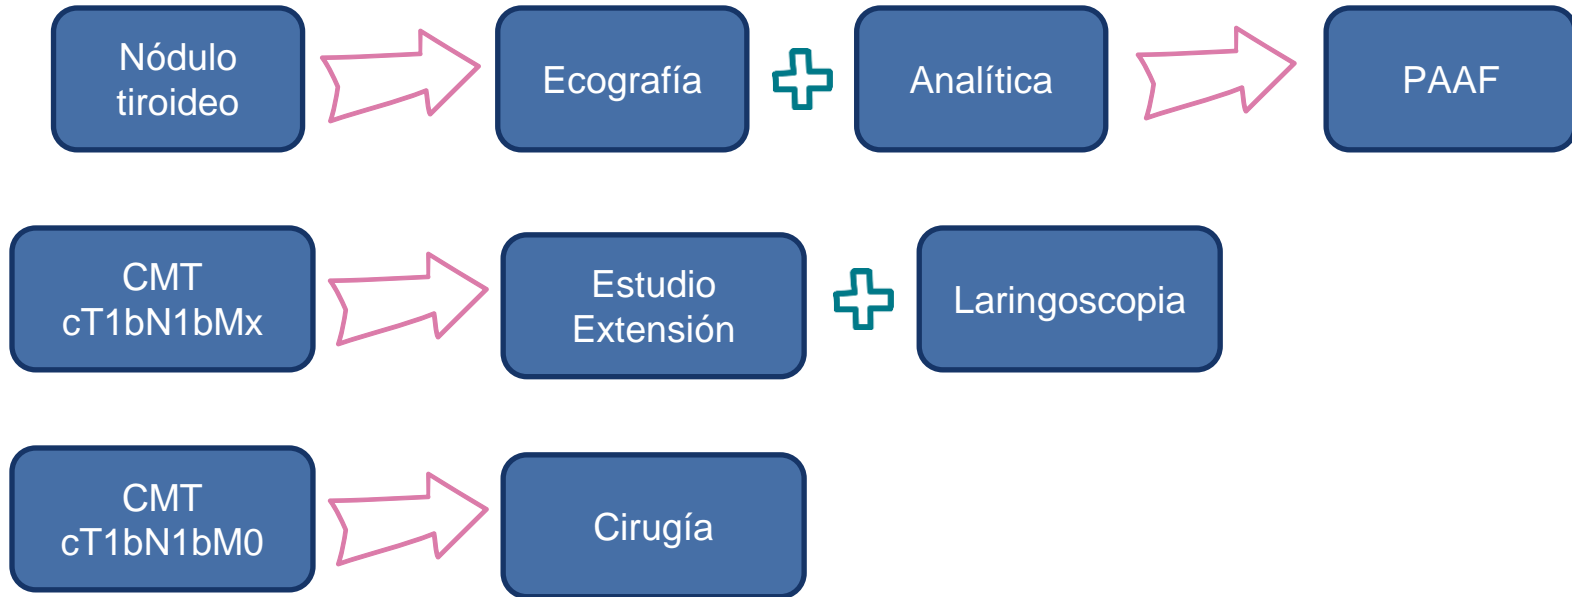 Nódulo
tiroideo
Ecografía
Analítica
PAAF
CMT
cT1bN1bMx
Estudio
Extensión
Laringoscopia
CMT
cT1bN1bM0
Cirugía